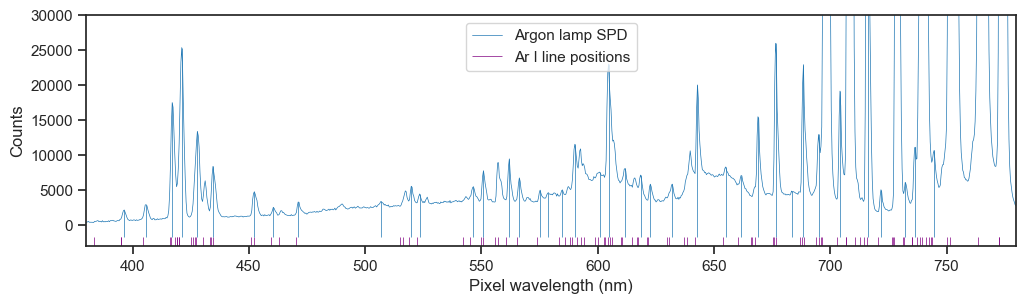 30000
25000
20000
15000
10000
5000
0
Counts
Argon lamp SPD
Ar I line positions
400 450 500 550 600 650 700 750
Pixel wavelength (nm)